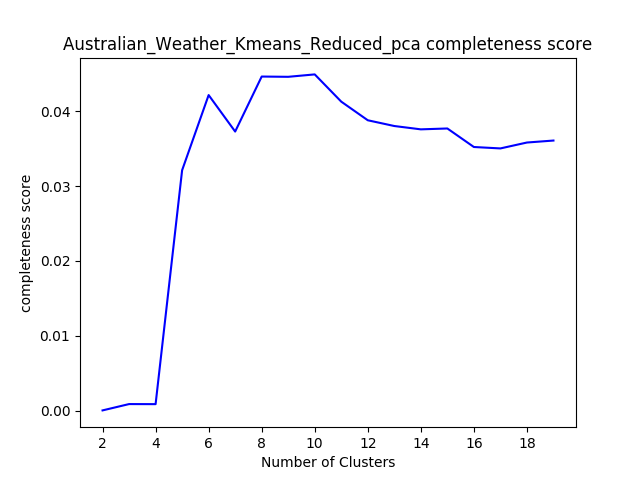 Australian_Weather_Kmeans_Reduced_pca completeness score
completeness score
0.04
0.03
0.02
0.01
0.00
2 4 6 8 10 12 14 16 18
Number of Clusters